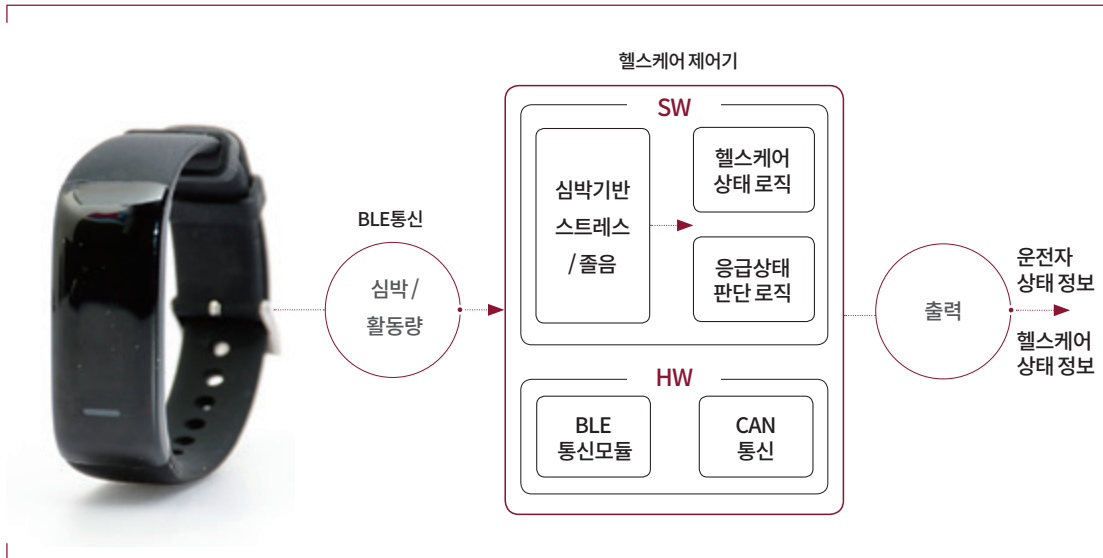 헬스케어 제어기
SW
심박기반
스트레스
/ 졸음
헬스케어
상태 로직
응급상태
판단 로직
BLE통신
심박 /
활동량
출력
운전자
상태 정보
헬스케어
상태 정보
HW
BLE
통신모듈
CAN
통신